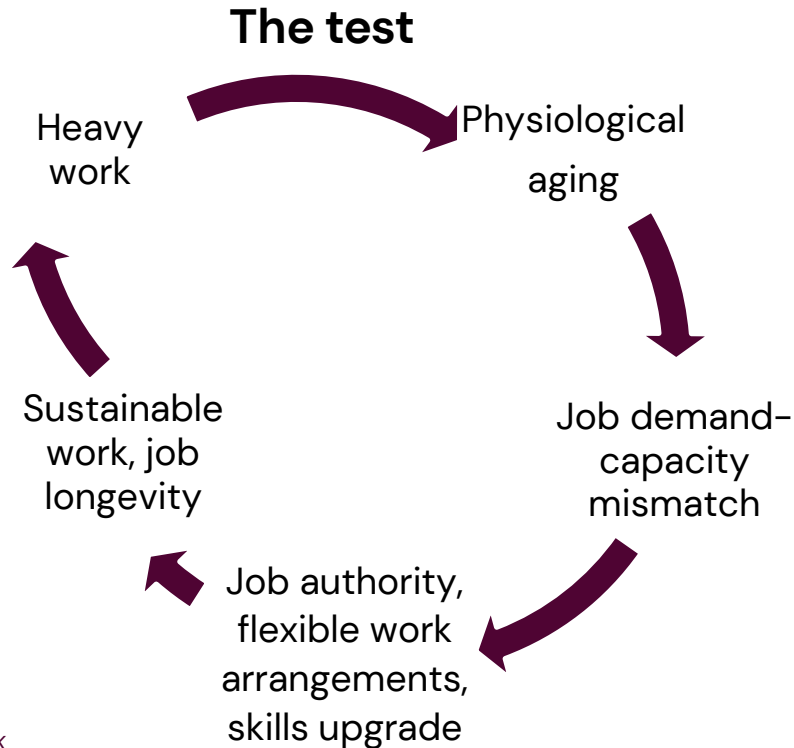 The test
Heavy
work
Physiological
aging
Job demand-
capacity
mismatch
Job authority,
flexible work
arrangements,
skills upgrade
Sustainable
work, job
longevity